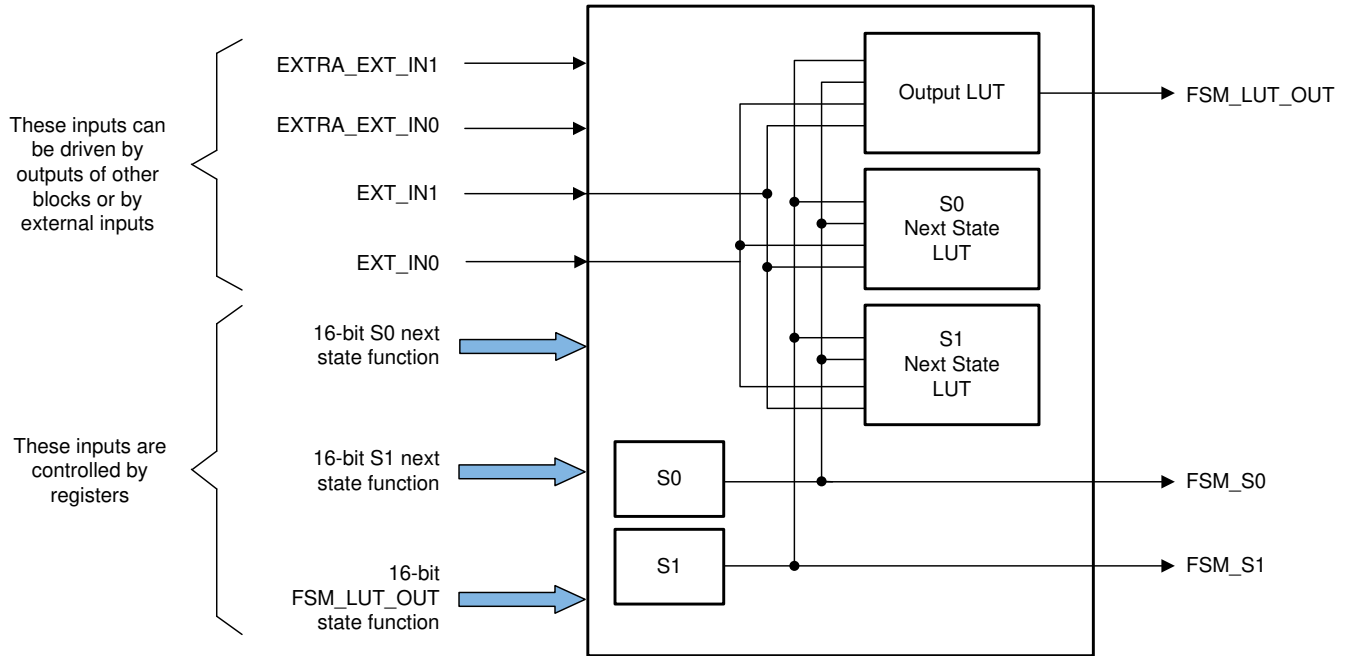 These inputs can
be driven by
outputs of other
blocks or by
external inputs
EXTRA_EXT_IN1
EXTRA_EXT_IN0
EXT_IN1
EXT_IN0
These inputs are
controlled by
registers
16-bit S0 next
state function
16-bit S1 next
state function
16-bit
FSM_LUT_OUT
state function
Output LUT
S0
Next State
LUT
S1
Next State
LUT
S0
S1
FSM_LUT_OUT
FSM_S0
FSM_S1